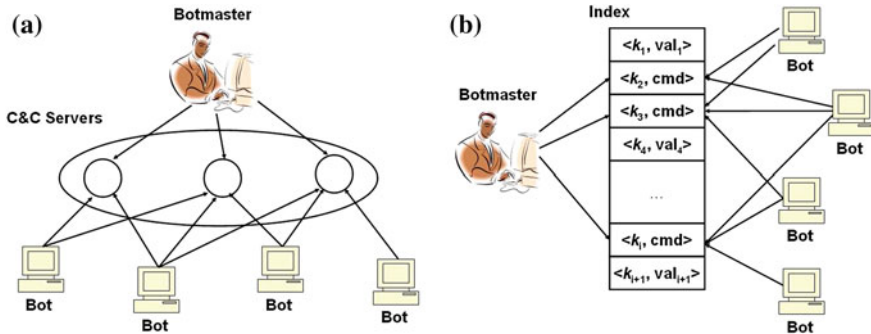 (a)
Botmaster
C&C Servers
Bot
Bot
Bot
Bot
(b)
Index
Botmaster
<k1, val1>
<k2, cmd>
<k3, cmd>
<k4, val4>
...
<ki, cmd>
<ki+1, vali+1>
Bot
Bot
Bot
Bot